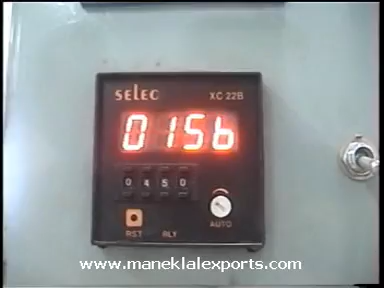 SELEC
XC 22B
0156
0 4 5 0
AUTO
RST RLY
www.maneklalexports.com